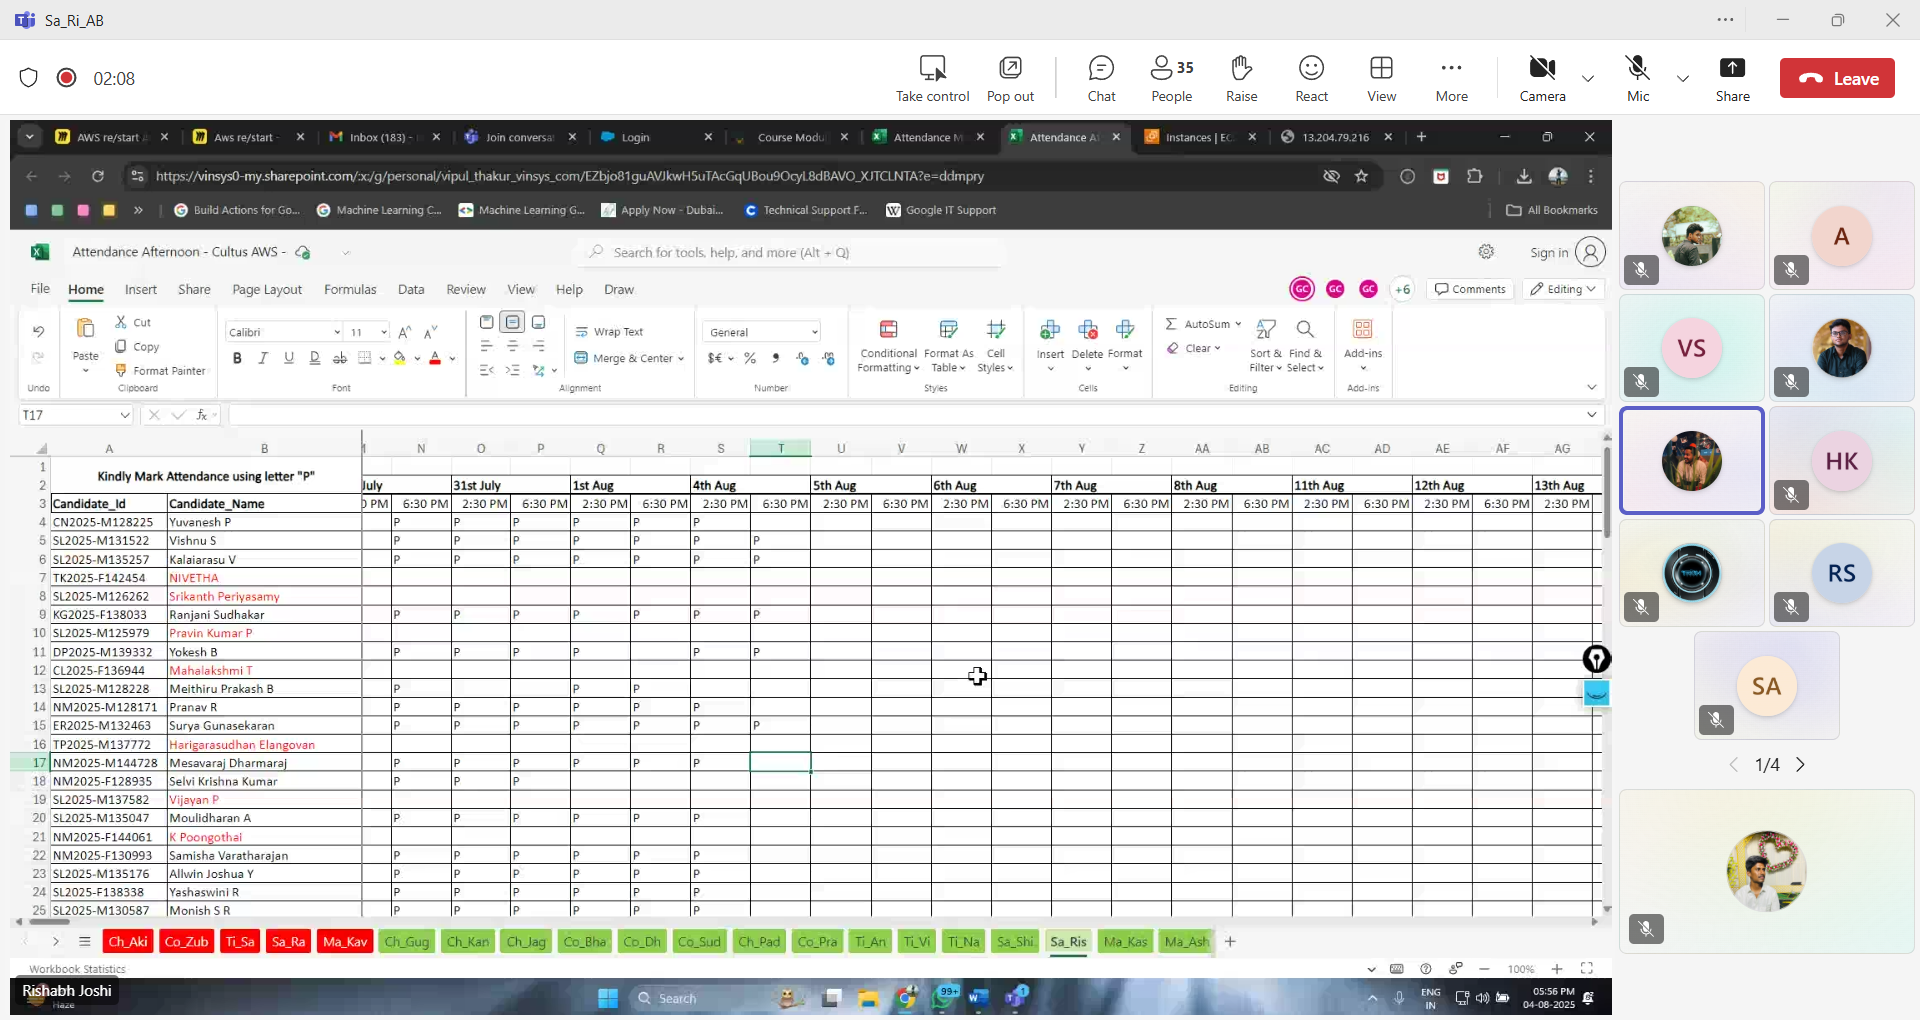 Sa_Ri_AB
02:08
Take control
Pop out
Chat
35
People
Raise
React
View
More
Camera
Mic
Share
Leave
AWS re/start
Aws re/start -
Inbox (183) -
Join conversa
Login
Course Modu
Attendance M
Attendance A
Instances | EC
13.204.79.216
https://vinsys0-my.sharepoint.com/:x:/g/personal/vipul_thakur_vinsys_com/EZbjo81guAVJkwH5uTAcGqUBou9OcyL8dBAVO_XJTCLNTA?e=ddmpry
Build Actions for Go...
Machine Learning C...
Machine Learning G...
Apply Now - Dubai...
Technical Support F...
Google IT Support
All Bookmarks
Attendance Afternoon - Cultus AWS -
Search for tools, help, and more (Alt + Q)
Sign in
File Home Insert Share Page Layout Formulas Data Review View Help Draw
GC GC GC +6
Comments
Editing
Cut
Copy
Format Painter
Paste
Calibri 11
Wrap Text
Merge & Center
General
Conditional Formatting
Format As Table
Cell Styles
Insert Delete Format
AutoSum
Clear
Sort & Filter
Find & Select
Add-ins
Undo Clipboard Font Alignment Number Styles Cells Editing Add-ins
T17
A B N O P Q R S T U V W X Y Z AA AB AC AD AE AF AG
1
2 Kindly Mark Attendance using letter "P" July 31st July 1st Aug 4th Aug 5th Aug 6th Aug 7th Aug 8th Aug 11th Aug 12th Aug 13th Aug
3 Candidate_Id Candidate_Name PM 6:30 PM 2:30 PM 6:30 PM 2:30 PM 6:30 PM 2:30 PM 6:30 PM 2:30 PM 6:30 PM 2:30 PM 6:30 PM 2:30 PM 6:30 PM 2:30 PM 6:30 PM 2:30 PM 6:30 PM 2:30 PM 6:30 PM 2:30 PM
4 CN2025-M128225 Yuvanesh P P P P P P P
5 SL2025-M131522 Vishnu S P P P P P P P
6 SL2025-M135257 Kalaiarasu V P P P P P P P
7 TK2025-F142454 NIVETHA
8 SL2025-M126262 Srikanth Periyasamy
9 KG2025-F138033 Ranjani Sudhakar P P P P P P P
10 SL2025-M125979 Pravin Kumar P
11 DP2025-M139332 Yokesh B P P P P P P
12 CL2025-F136944 Mahalakshmi T
13 SL2025-M128228 Meithiru Prakash B P P P
14 NM2025-M128171 Pranav R P P P P P P
15 ER2025-M132463 Surya Gunasekaran P P P P P P P
16 TP2025-M137772 Harigarasudhan Elangovan
17 NM2025-M144728 Mesavaraj Dharmaraj P P P P P P
18 NM2025-F128935 Selvi Krishna Kumar P P P
19 SL2025-M137582 Vijayan P
20 SL2025-M135047 Moulidharan A P P P P P P
21 NM2025-F144061 K Poongothai
22 NM2025-F130993 Samisha Varatharajan P P P P P P
23 SL2025-M135176 Allwin Joshua Y P P P P P P
24 SL2025-F138338 Yashaswini R P P P P P P
25 SL2025-M130587 Monish S R P P P P P P
Ch_Aki Co_Zub Ti_Sa Sa_Ra Ma_Kav Ch_Gug Ch_Kan Ch_Jag Co_Bha Co_Dh Co_Sud Ch_Pad Co_Pra Ti_An Ti_Vi Ti_Na Sa_Shi Sa_Ris Ma_Kas Ma_Ash
Workbook Statistics
100%
Rishabh Joshi
Haze
Search
99+
1
ENG
IN
05:56 PM
04-08-2025
A
VS
HK
RS
SA
1/4